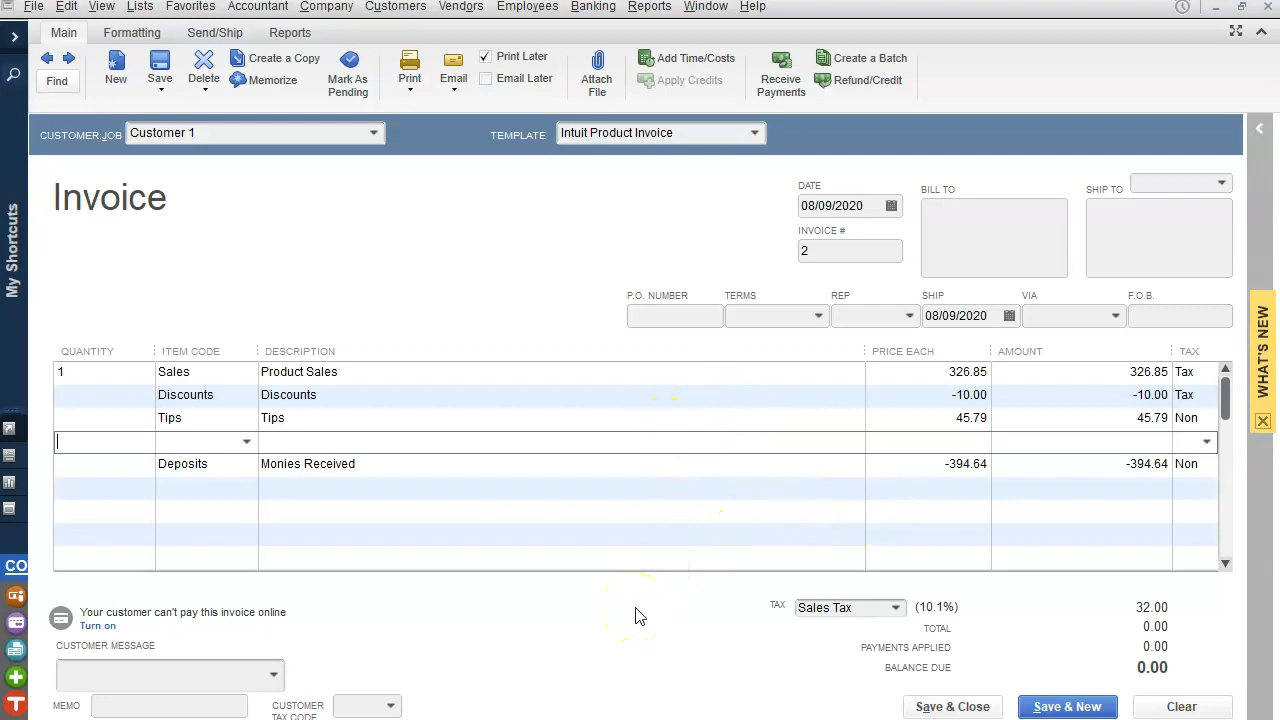 File Edit View Lists Favorites Accountant Company Customers Vendors Employees Banking Reports Window Help
Main Formatting Send/Ship Reports
Find New Save Delete Create a Copy Memorize Mark As Pending Print Email Print Later Email Later Attach File Add Time/Costs Apply Credits Receive Payments Create a Batch Refund/Credit
My Shortcuts
CUSTOMER:JOB Customer 1 TEMPLATE Intuit Product Invoice
Invoice
DATE BILL TO SHIP TO
08/09/2020
INVOICE #
2
P.O. NUMBER TERMS REP SHIP VIA F.O.B.
08/09/2020
WHAT'S NEW
QUANTITY ITEM CODE DESCRIPTION PRICE EACH AMOUNT TAX
1 Sales Product Sales 326.85 326.85 Tax
Discounts Discounts -10.00 -10.00 Tax
Tips Tips 45.79 45.79 Non
Deposits Monies Received -394.64 -394.64 Non
CO
Your customer can't pay this invoice online
Turn on
TAX Sales Tax (10.1%) 32.00
TOTAL 0.00
CUSTOMER MESSAGE
PAYMENTS APPLIED 0.00
BALANCE DUE 0.00
MEMO CUSTOMER TAX CODE
Save & Close Save & New Clear